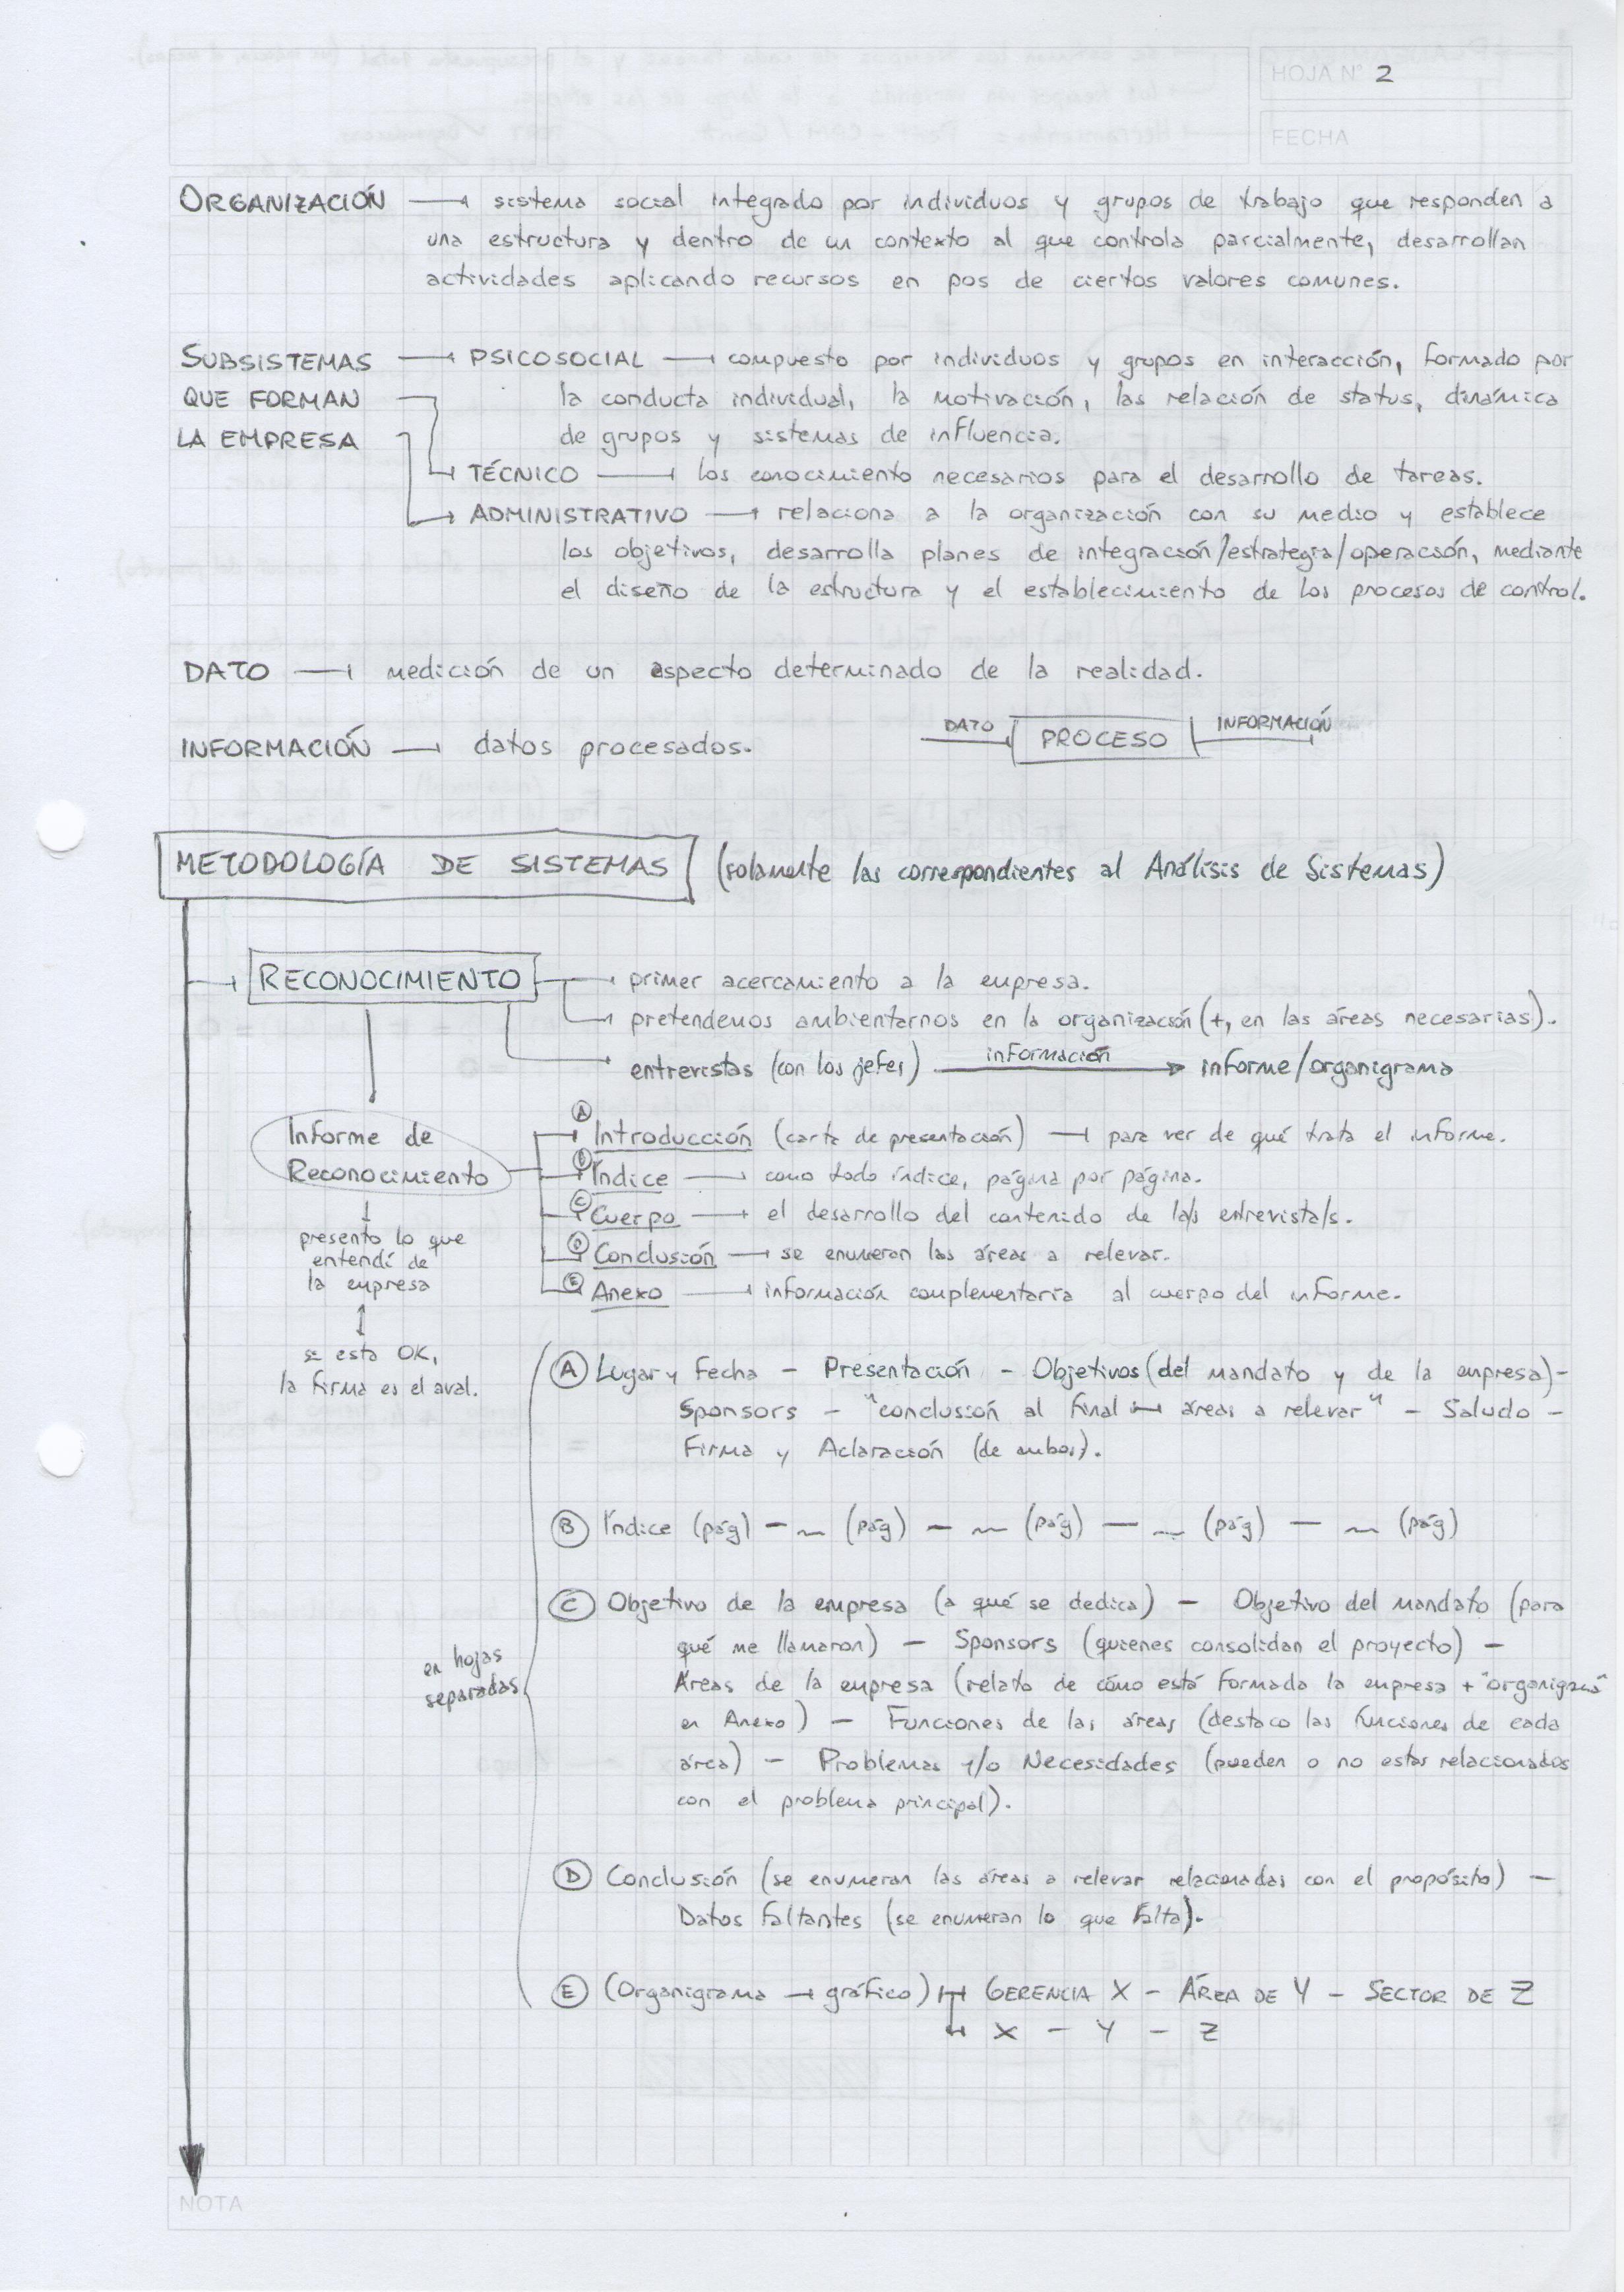 HOJA N° 2
FECHA
ORGANIZACIÓN → sistema social integrado por individuos y grupos de trabajo que responden a
una estructura y dentro de un contexto al que controla parcialmente, desarrollan
actividades aplicando recursos en pos de ciertos valores comunes.
SUBSISTEMAS → PSICOSOCIAL → compuesto por individuos y grupos en interacción, formado por
QUE FORMAN la conducta individual, la motivación, las relación de status, dinámica
LA EMPRESA de grupos y sistemas de influencia.
→ TÉCNICO → los conocimiento necesarios para el desarrollo de tareas.
→ ADMINISTRATIVO → relaciona a la organización con su medio y establece
los objetivos, desarrolla planes de integración/estrategia/operación, mediante
el diseño de la estructura y el establecimiento de los procesos de control.
DATO → medición de un aspecto determinado de la realidad.
INFORMACIÓN → datos procesados.
DATO PROCESO INFORMACIÓN
METODOLOGÍA DE SISTEMAS (solamente las correspondientes al Análisis de Sistemas)
RECONOCIMIENTO → primer acercamiento a la empresa.
→ pretendemos ambientarnos en la organización (+, en las áreas necesarias).
→ entrevistas (con los jefes) información → informe/organigrama
Informe de
Reconocimiento
↓
presento lo que
entendí de
la empresa
↑
si esta OK,
la firma es el aval.
Ⓐ Introducción (carta de presentación) → para ver de qué trata el informe.
Ⓑ Índice → como todo índice, página por página.
Ⓒ Cuerpo → el desarrollo del contenido de la/s entrevista/s.
Ⓓ Conclusión → se enumeran las áreas a relevar.
Ⓔ Anexo → información complementaria al cuerpo del informe.
en hojas
separadas
Ⓐ Lugar y Fecha - Presentación - Objetivos (del mandato y de la empresa) -
Sponsors - "conclusión al final → áreas a relevar" - Saludo -
Firma y Aclaración (de ambos).
Ⓑ Índice (pág) - ~ (pág) - ~ (pág) - ~ (pág) - ~ (pág)
Ⓒ Objetivo de la empresa (a qué se dedica) - Objetivo del mandato (para
qué me llamaron) - Sponsors (quienes consolidan el proyecto) -
Áreas de la empresa (relato de cómo está formada la empresa + "organigrama"
en Anexo) - Funciones de las áreas (destaco las funciones de cada
área) - Problemas y/o Necesidades (pueden o no estar relacionados
con el problema principal).
Ⓓ Conclusión (se enumeran las áreas a relevar relacionadas con el propósito) -
Datos faltantes (se enumeran lo que falta).
Ⓔ (Organigrama → gráfico) → GERENCIA X - ÁREA DE Y - SECTOR DE Z
→ X - Y - Z
NOTA